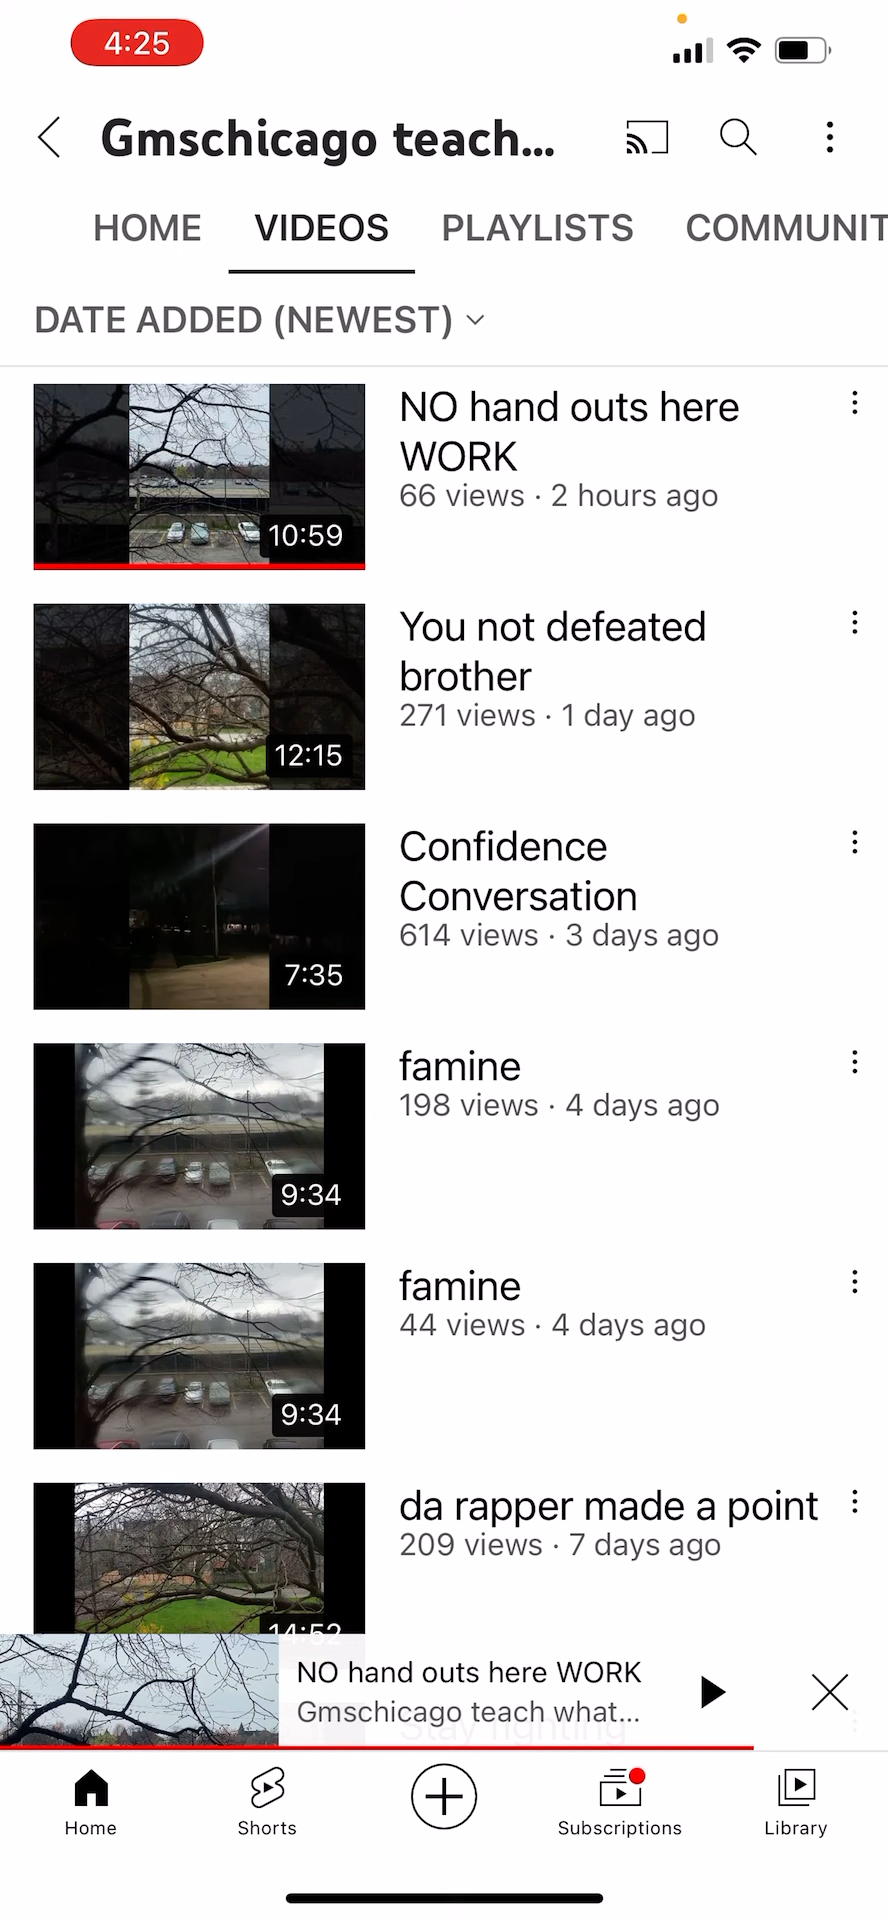 4:25
Gmschicago teach...
HOME VIDEOS PLAYLISTS COMMUNIT
DATE ADDED (NEWEST)
NO hand outs here
WORK
66 views · 2 hours ago
10:59
You not defeated
brother
271 views · 1 day ago
12:15
Confidence
Conversation
614 views · 3 days ago
7:35
famine
198 views · 4 days ago
9:34
famine
44 views · 4 days ago
9:34
da rapper made a point
209 views · 7 days ago
14:52
NO hand outs here WORK
Gmschicago teach what...
Stay fighting
Home Shorts Subscriptions Library